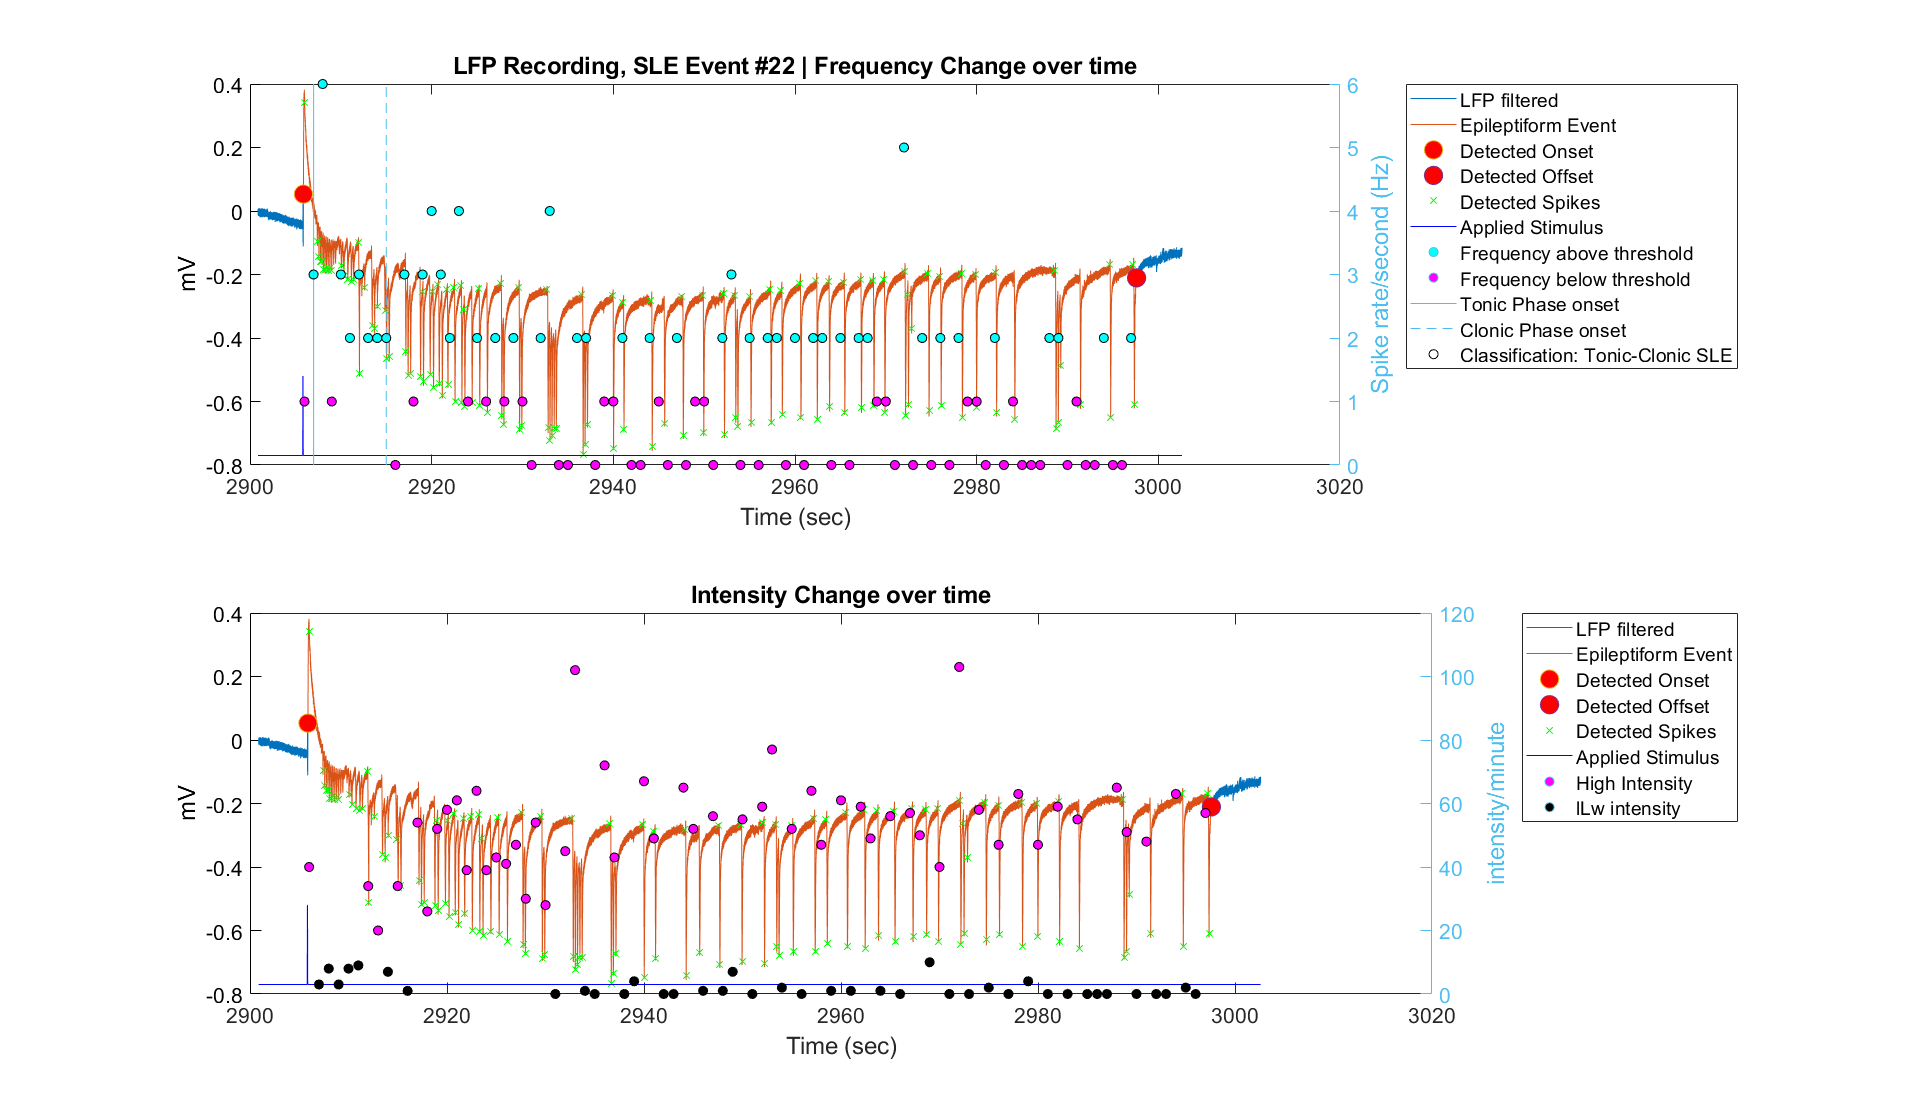 LFP Recording, SLE Event #22 | Frequency Change over time
0.4
0.2
0
-0.2
-0.4
-0.6
-0.8
mV
2900
2920
2940
2960
2980
3000
3020
Time (sec)
6
5
4
3
2
1
0
Spike rate/second (Hz)
LFP filtered
Epileptiform Event
Detected Onset
Detected Offset
Detected Spikes
Applied Stimulus
Frequency above threshold
Frequency below threshold
Tonic Phase onset
Clonic Phase onset
Classification: Tonic-Clonic SLE
Intensity Change over time
0.4
0.2
0
-0.2
-0.4
-0.6
-0.8
mV
2900
2920
2940
2960
2980
3000
3020
Time (sec)
120
100
80
60
40
20
0
intensity/minute
LFP filtered
Epileptiform Event
Detected Onset
Detected Offset
Detected Spikes
Applied Stimulus
High Intensity
lLw intensity